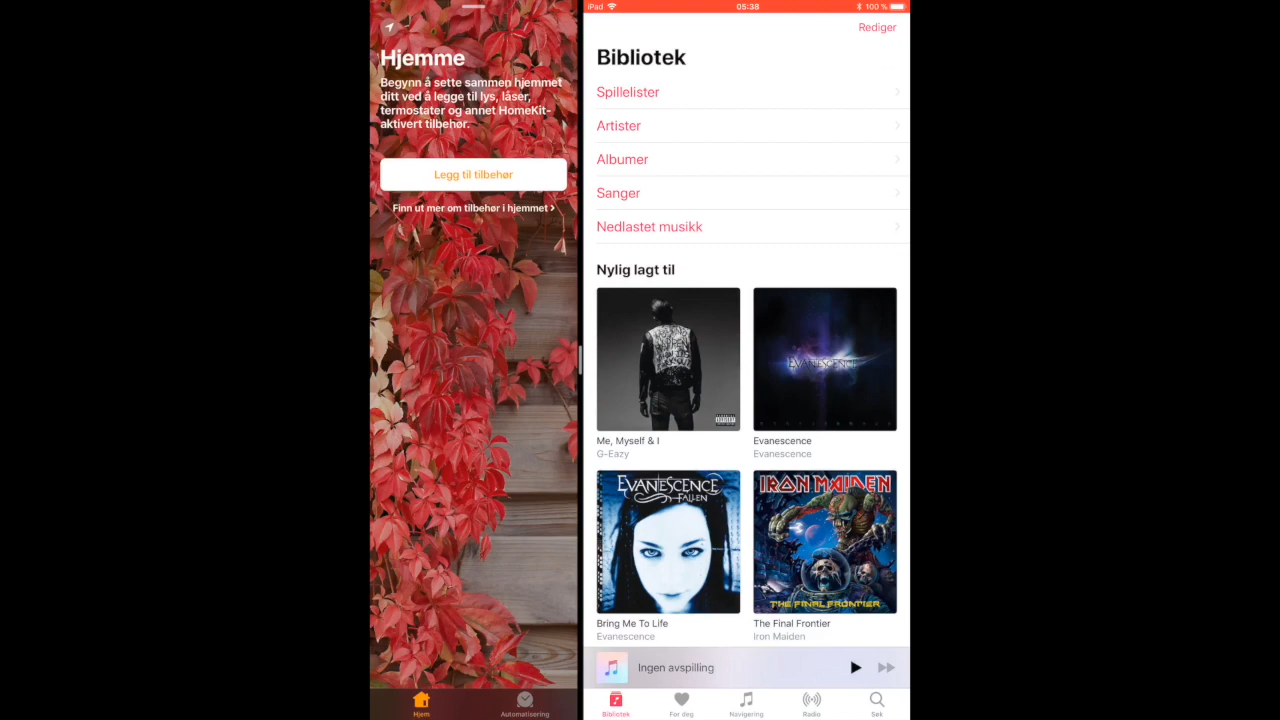 Hjemme
Begynn å sette sammen hjemmet
ditt ved å legge til lys, låser,
termostater og annet HomeKit-
aktivert tilbehør.
Legg til tilbehør
Finn ut mer om tilbehør i hjemmet
Hjem
Automatisering
iPad
05:38
100 %
Rediger
Bibliotek
Spillelister
Artister
Albumer
Sanger
Nedlastet musikk
Nylig lagt til
Me, Myself & I
G-Eazy
EVANESCENCE
Evanescence
Evanescence
EVANESCENCE
FALLEN
Bring Me To Life
Evanescence
IRON MAIDEN
THE FINAL FRONTIER
The Final Frontier
Iron Maiden
Ingen avspilling
Bibliotek
For deg
Navigering
Radio
Søk